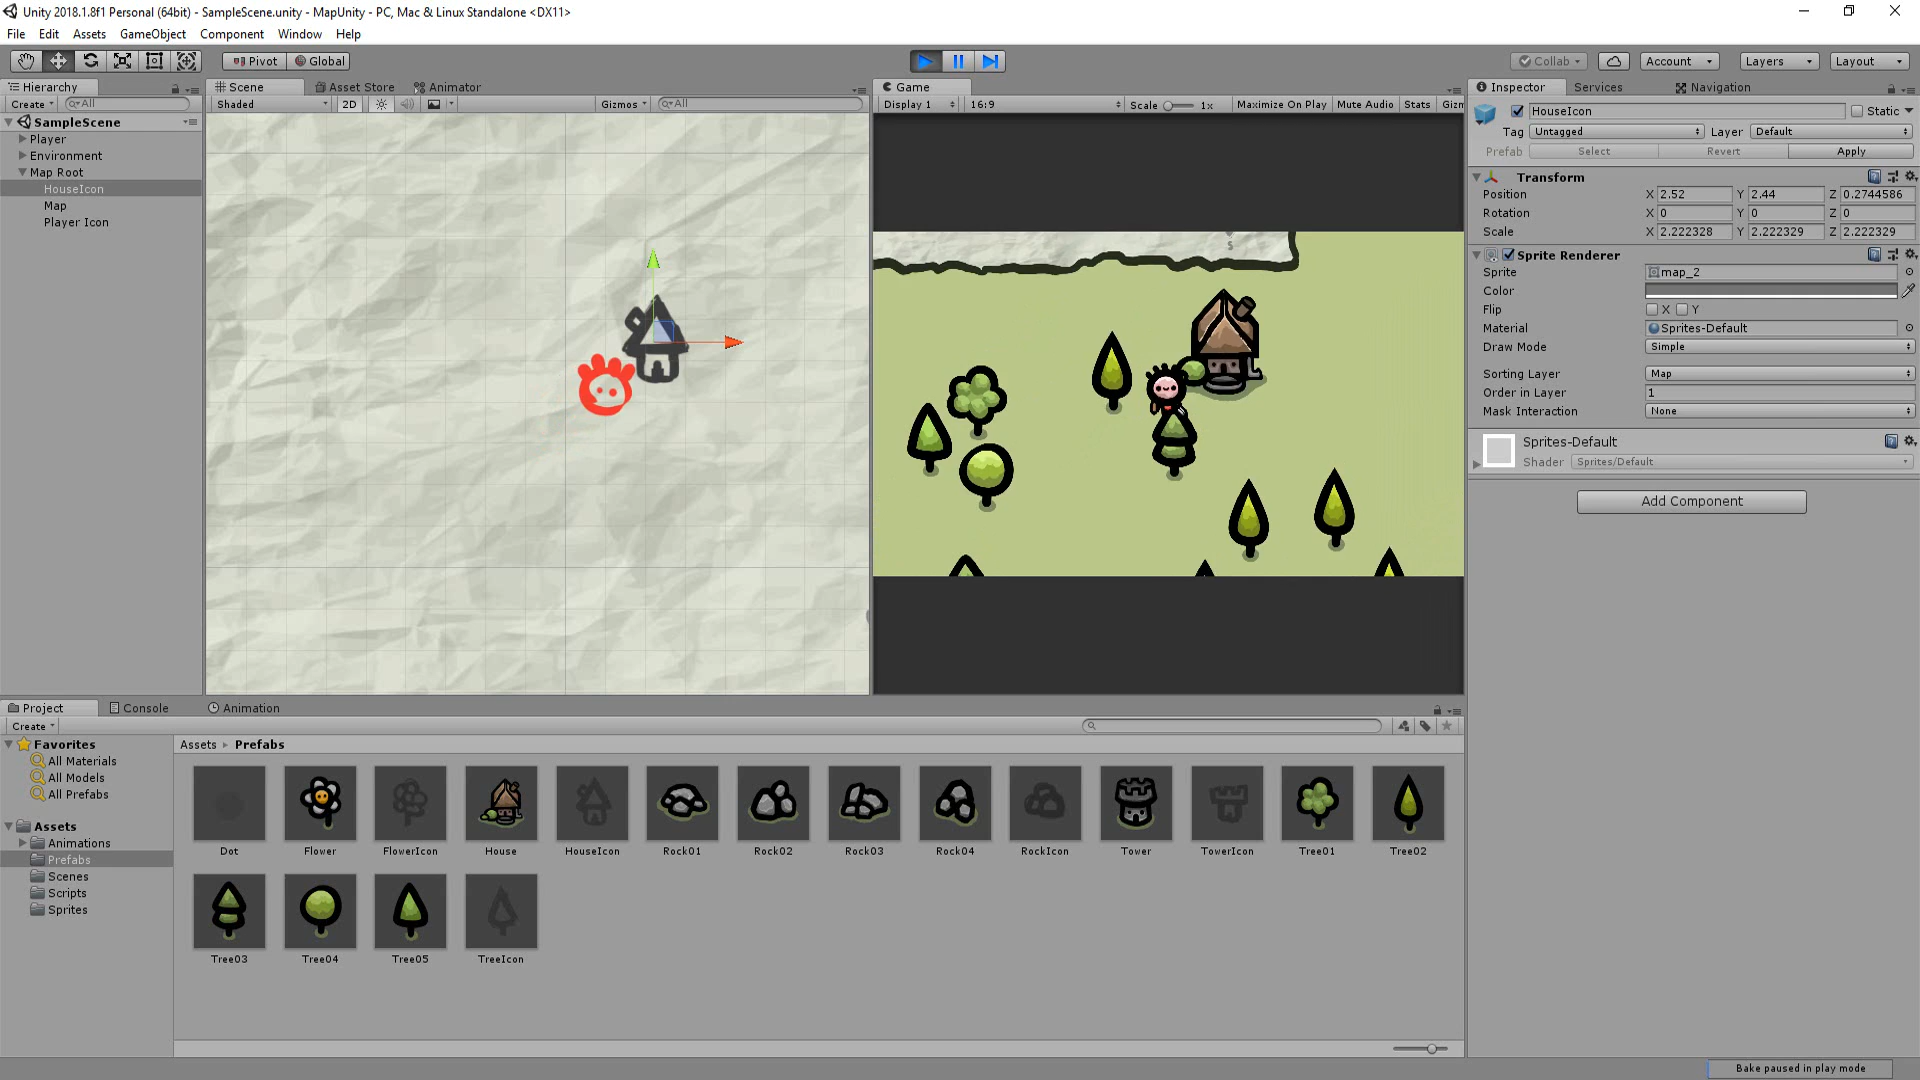 Unity 2018.1.8f1 Personal (64bit) - SampleScene.unity - MapUnity - PC, Mac & Linux Standalone <DX11>
File Edit Assets GameObject Component Window Help
Pivot Global Collab Account Layers Layout
Hierarchy
Create All
SampleScene
Player
Environment
Map Root
HouseIcon
Map
Player Icon
Scene Asset Store Animator
Shaded 2D Gizmos All
Game
Display 1 16:9 Scale 1x Maximize On Play Mute Audio Stats Gizm
S
Inspector Services Navigation
HouseIcon Static
Tag Untagged Layer Default
Prefab Select Revert Apply
Transform
Position X 2.52 Y 2.44 Z 0.2744586
Rotation X 0 Y 0 Z 0
Scale X 2.222328 Y 2.222329 Z 2.222329
Sprite Renderer
Sprite map_2
Color
Flip X Y
Material Sprites-Default
Draw Mode Simple
Sorting Layer Map
Order in Layer 1
Mask Interaction None
Sprites-Default
Shader Sprites/Default
Add Component
Project Console Animation
Create
Favorites
All Materials
All Models
All Prefabs
Assets
Animations
Prefabs
Scenes
Scripts
Sprites
Assets Prefabs
Dot Flower FlowerIcon House HouseIcon Rock01 Rock02 Rock03 Rock04 RockIcon Tower TowerIcon Tree01 Tree02
Tree03 Tree04 Tree05 TreeIcon
Bake paused in play mode